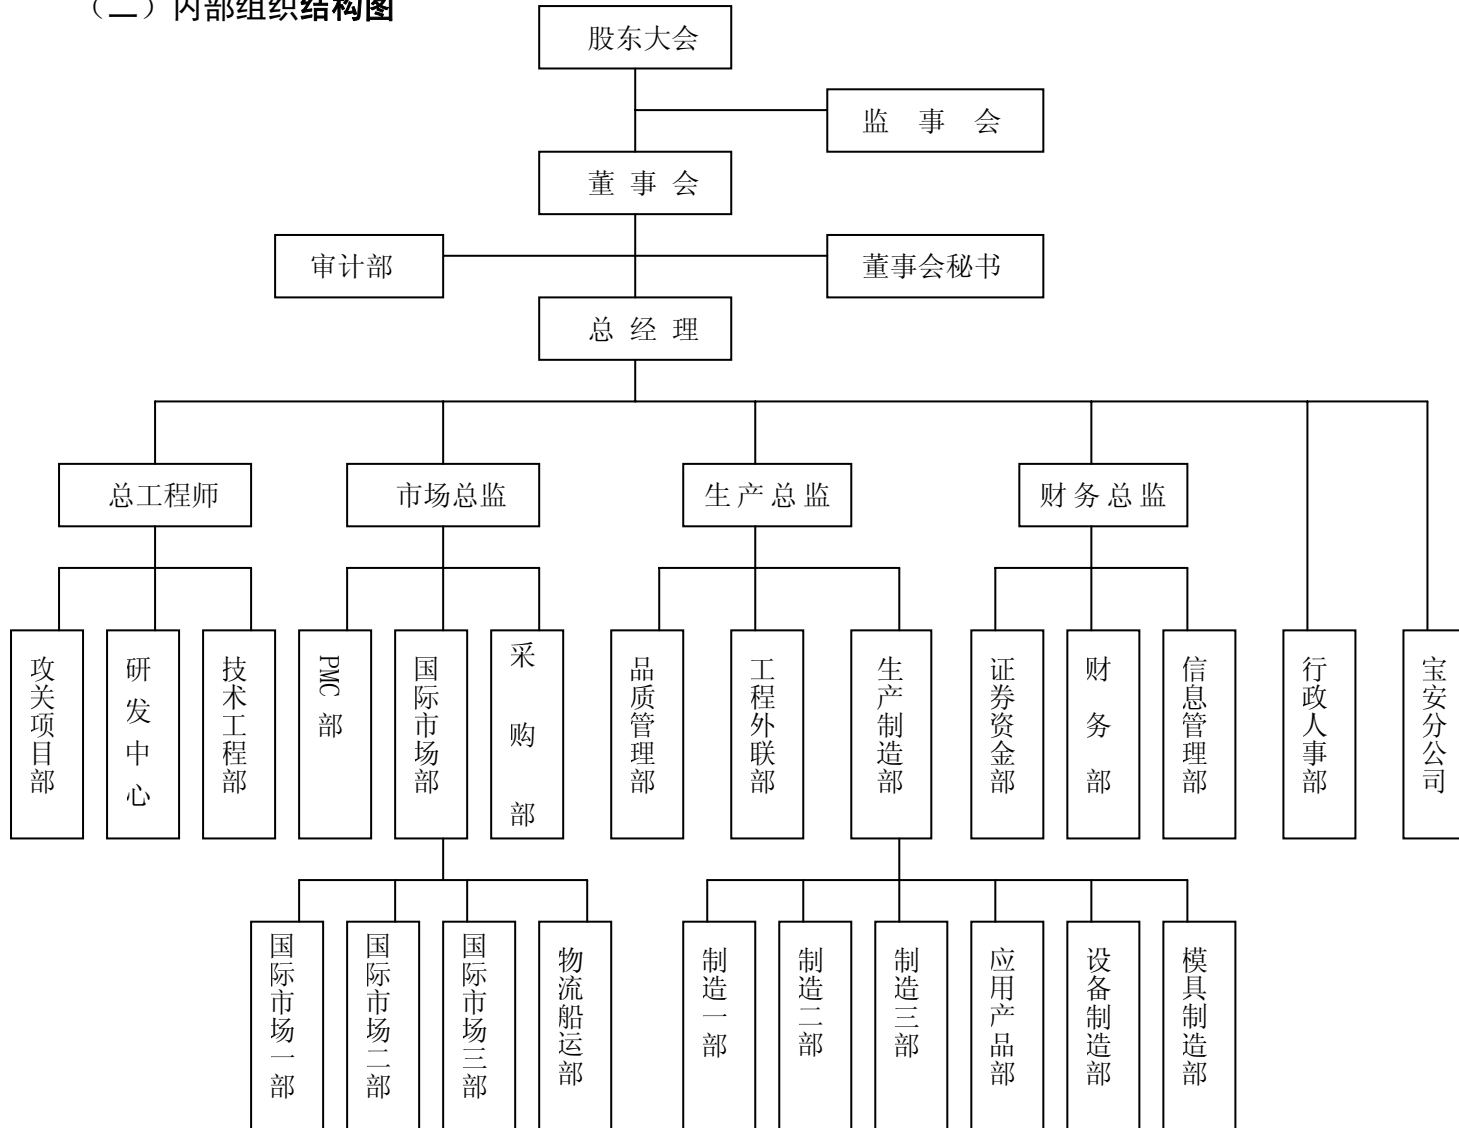 （二）内部组织结构图
股东大会
监 事 会
董 事 会
审计部
董事会秘书
总 经 理
总工程师
市场总监
生产总监
财务总监
攻关项目部
研发中心
技术工程部
PMC部
国际市场部
采购部
品质管理部
工程外联部
生产制造部
证券资金部
财务部
信息管理部
行政人事部
宝安分公司
国际市场一部
国际市场二部
国际市场三部
物流船运部
制造一部
制造二部
制造三部
应用产品部
设备制造部
模具制造部